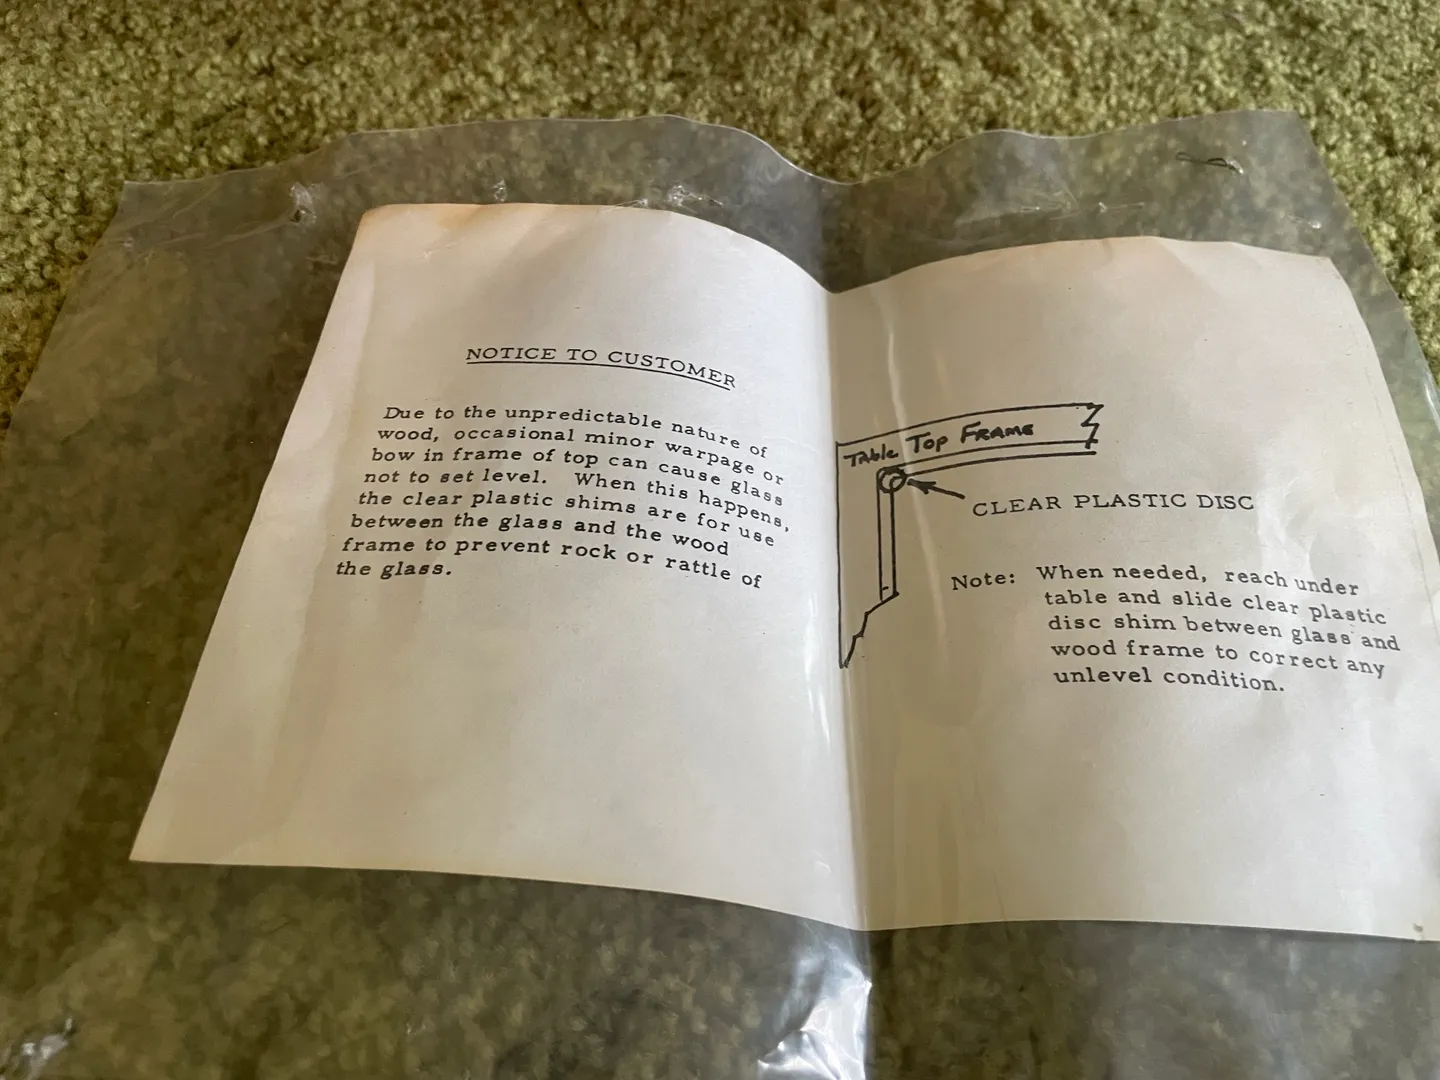 NOTICE TO CUSTOMER
Due to the unpredictable nature of
wood, occasional minor warpage or
bow in frame of top can cause glass
not to set level. When this happens,
the clear plastic shims are for use
between the glass and the wood
frame to prevent rock or rattle of
the glass.
Table Top FRAME
CLEAR PLASTIC DISC
Note: When needed, reach under
table and slide clear plastic
disc shim between glass and
wood frame to correct any
unlevel condition.